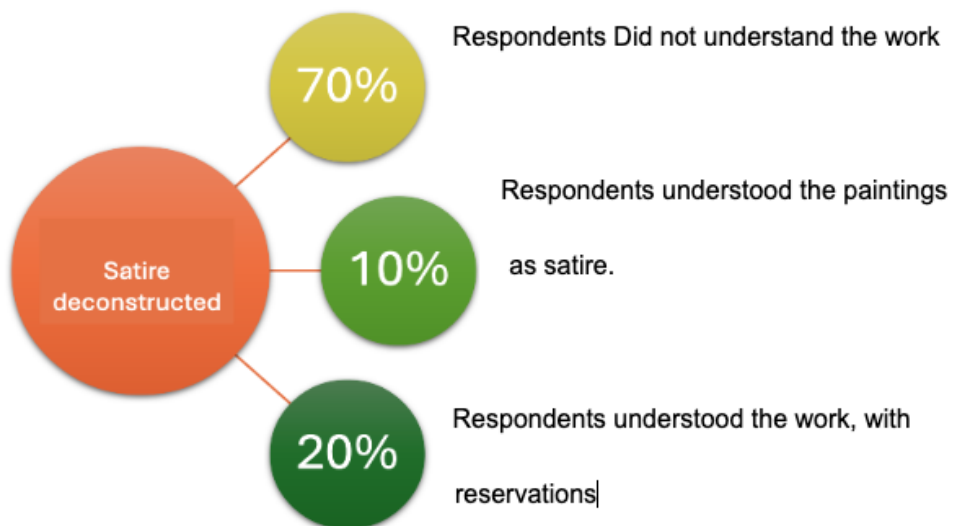 70%
Respondents Did not understand the work
Satire
deconstructed
10%
Respondents understood the paintings
as satire.
20%
Respondents understood the work, with
reservations